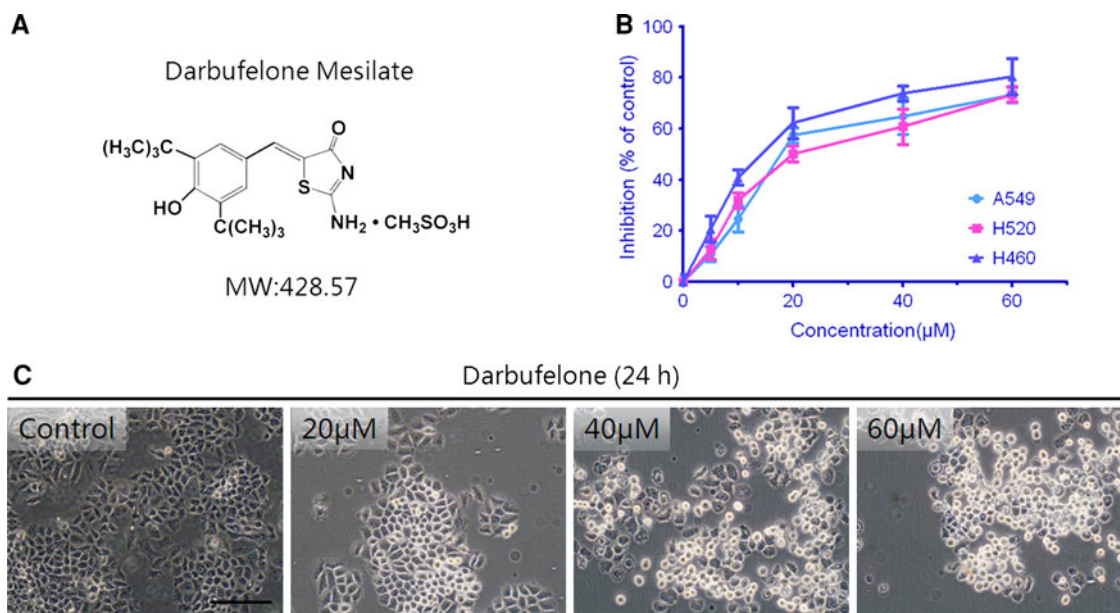 A
Darbufelone Mesilate
(H₃C)₃C
O
N
S
HO
C(CH₃)₃
NH₂ • CH₃SO₃H
MW:428.57
B
Inhibition (% of control)
100
80
60
40
20
0
0
20
40
60
Concentration(µM)
A549
H520
H460
C
Darbufelone (24 h)
Control
20µM
40µM
60µM